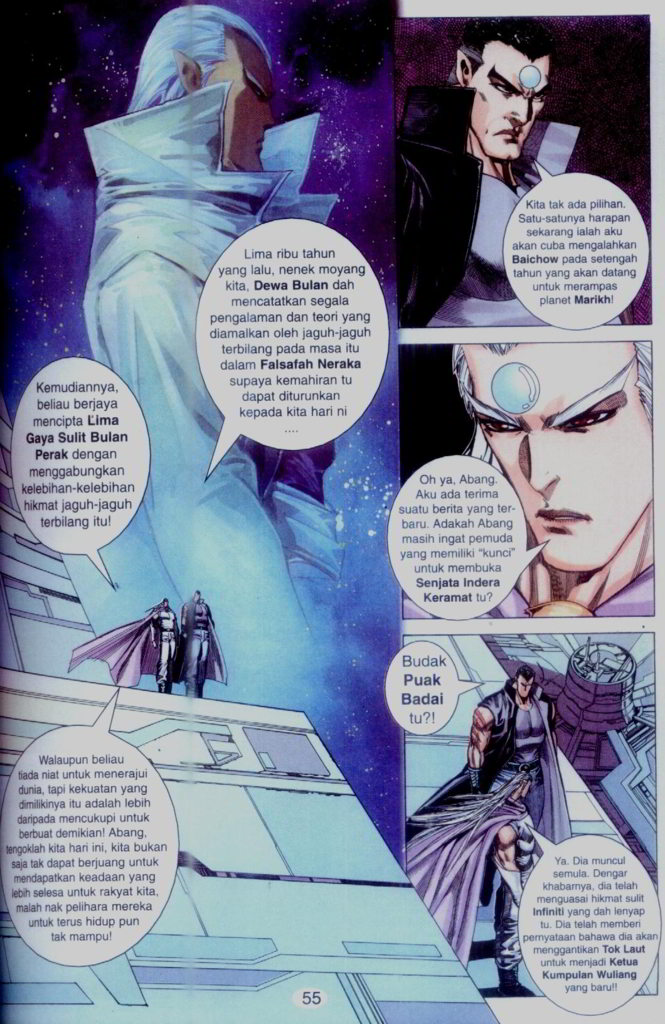 Lima ribu tahun
yang lalu, nenek moyang
kita, Dewa Bulan dah
mencatatkan segala
pengalaman dan teori yang
diamalkan oleh jaguh-jaguh
terbilang pada masa itu
dalam Falsafah Neraka
supaya kemahiran tu
dapat diturunkan
kepada kita hari ni
....
Kemudiannya,
beliau berjaya
mencipta Lima
Gaya Sulit Bulan
Perak dengan
menggabungkan
kelebihan-kelebihan
hikmat jaguh-jaguh
terbilang itu!
Walaupun beliau
tiada niat untuk menerajui
dunia, tapi kekuatan yang
dimilikinya itu adalah lebih
daripada mencukupi untuk
berbuat demikian! Abang,
tengoklah kita hari ini, kita bukan
saja tak dapat berjuang untuk
mendapatkan keadaan yang
lebih selesa untuk rakyat kita,
malah nak pelihara mereka
untuk terus hidup pun
tak mampu!
Kita tak ada pilihan.
Satu-satunya harapan
sekarang ialah aku
akan cuba mengalahkan
Baichow pada setengah
tahun yang akan datang
untuk merampas
planet Marikh!
Oh ya, Abang.
Aku ada terima
suatu berita yang ter-
baru. Adakah Abang
masih ingat pemuda
yang memiliki “kunci”
untuk membuka
Senjata Indera
Keramat tu?
Budak
Puak
Badai
tu?!
Ya. Dia muncul
semula. Dengar
khabarnya, dia telah
menguasai hikmat sulit
Infiniti yang dah lenyap
tu. Dia telah memberi
pernyataan bahawa dia akan
menggantikan Tok Laut
untuk menjadi Ketua
Kumpulan Wuliang
yang baru!!
55